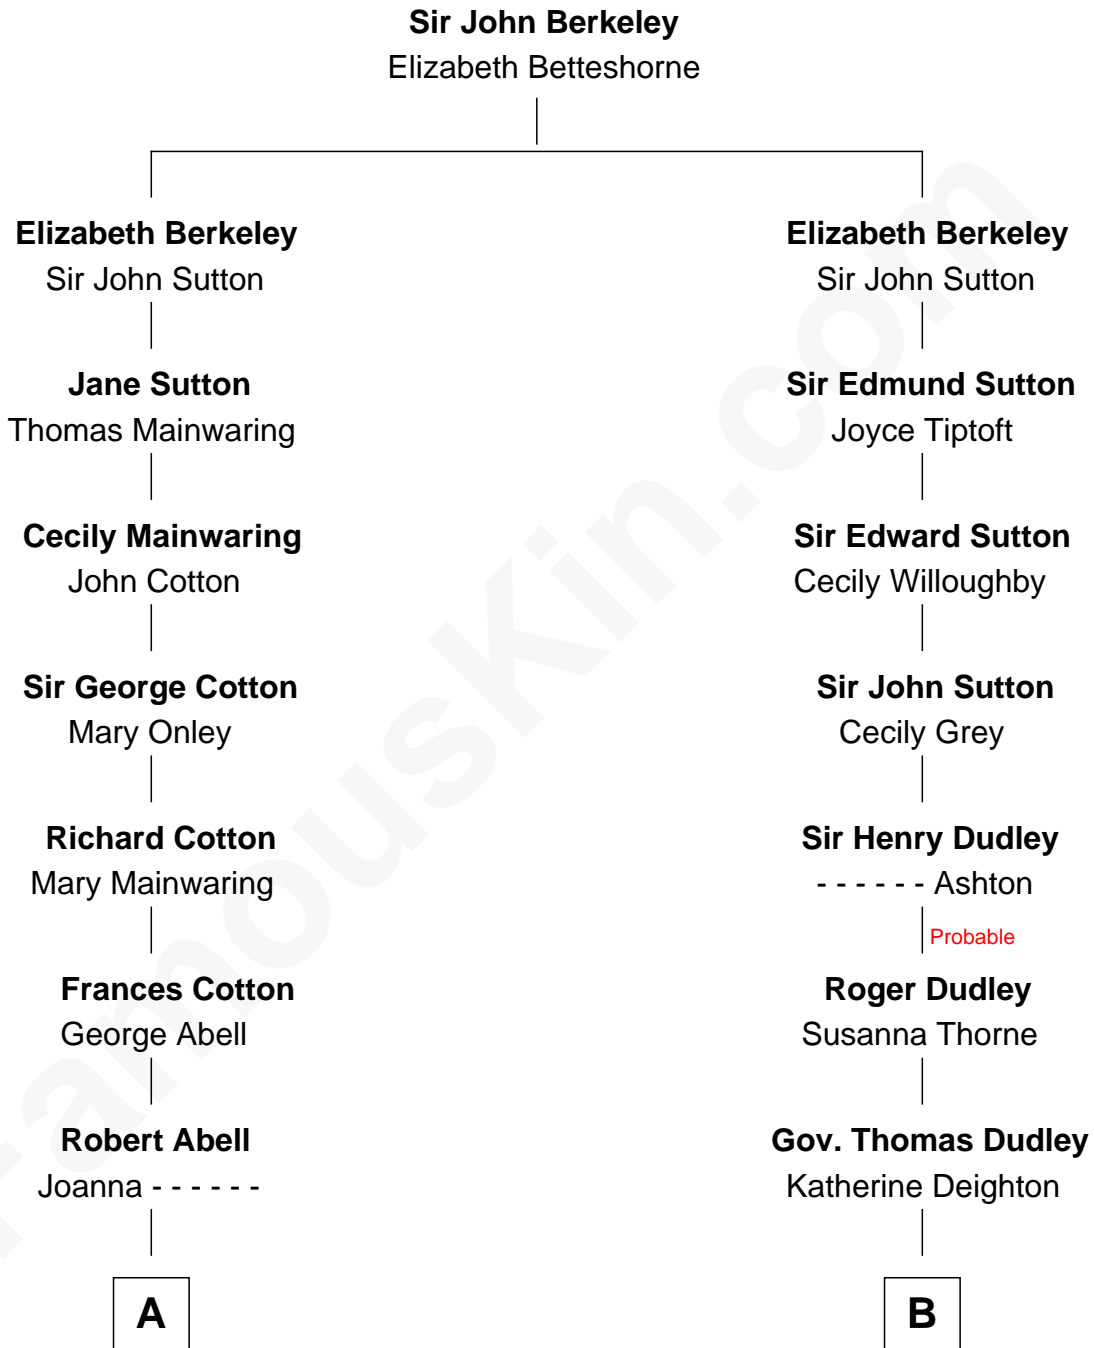 Sir John Berkeley
Elizabeth Betteshorne
Elizabeth Berkeley
Sir John Sutton
Elizabeth Berkeley
Sir John Sutton
Jane Sutton
Thomas Mainwaring
Sir Edmund Sutton
Joyce Tiptoft
Cecily Mainwaring
John Cotton
Sir Edward Sutton
Cecily Willoughby
Sir George Cotton
Mary Onley
Sir John Sutton
Cecily Grey
Richard Cotton
Mary Mainwaring
Sir Henry Dudley
- - - - - - Ashton
Probable
Frances Cotton
George Abell
Roger Dudley
Susanna Thorne
Robert Abell
Joanna - - - - - -
Gov. Thomas Dudley
Katherine Deighton
A
B
FamousKin.com